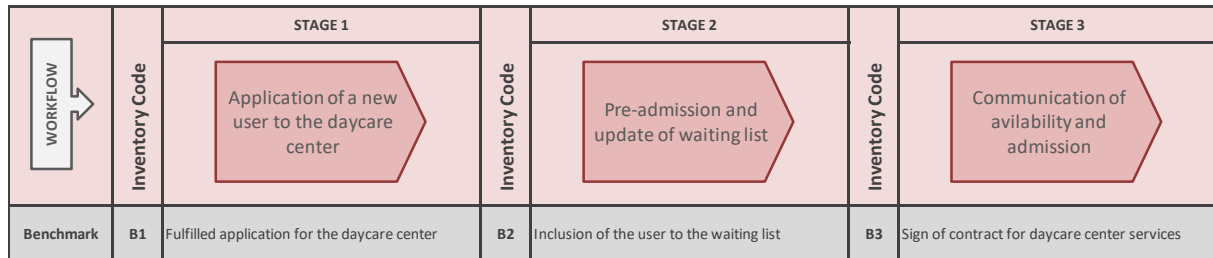 WORKFLOW
Inventory Code
STAGE 1
Application of a new
user to the daycare
center
Inventory Code
STAGE 2
Pre-admission and
update of waiting list
Inventory Code
STAGE 3
Communication of
avilability and
admission
Benchmark
B1
Fulfilled application for the daycare center
B2
Inclusion of the user to the waiting list
B3
Sign of contract for daycare center services